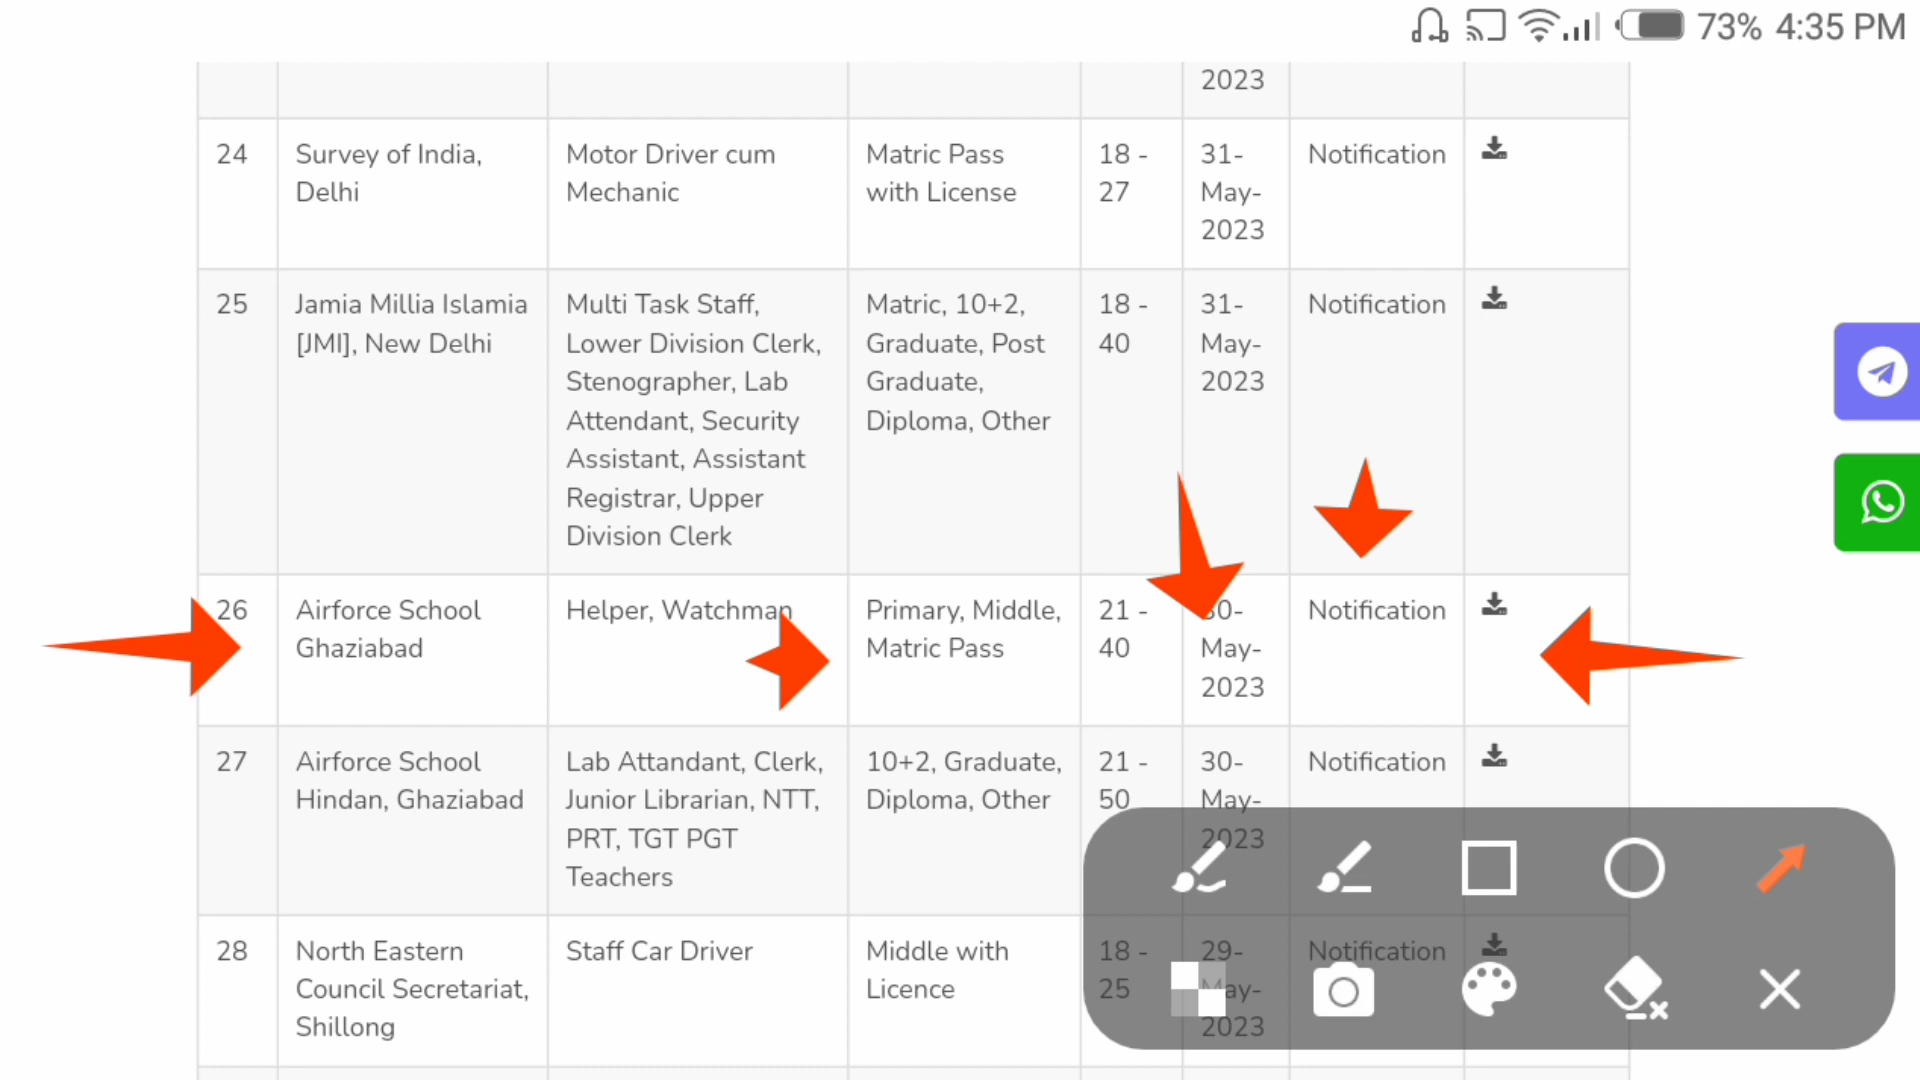 73% 4:35 PM
2023
24 Survey of India, Motor Driver cum Matric Pass 18 - 31- Notification
Delhi Mechanic with License 27 May-
2023
25 Jamia Millia Islamia Multi Task Staff, Matric, 10+2, 18 - 31- Notification
[JMI], New Delhi Lower Division Clerk, Graduate, Post 40 May-
Stenographer, Lab Graduate, 2023
Attendant, Security Diploma, Other
Assistant, Assistant
Registrar, Upper
Division Clerk
26 Airforce School Helper, Watchman Primary, Middle, 21 - 30- Notification
Ghaziabad Matric Pass 40 May-
2023
27 Airforce School Lab Attandant, Clerk, 10+2, Graduate, 21 - 30- Notification
Hindan, Ghaziabad Junior Librarian, NTT, Diploma, Other 50 May-
PRT, TGT PGT 2023
Teachers
28 North Eastern Staff Car Driver Middle with 18 - 29- Notification
Council Secretariat, Licence 25 May-
Shillong 2023